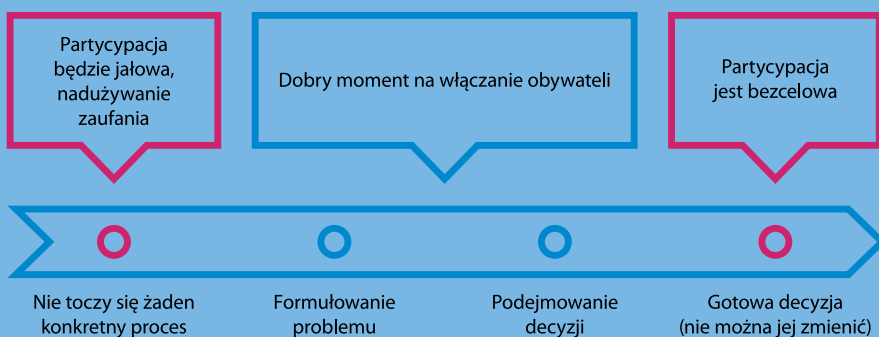 Partycypacja
będzie jałowa,
nadużywanie
zaufania
Dobry moment na włączanie obywateli
Partycypacja
jest bezcelowa
Nie toczy się żaden
konkretny proces
Formułowanie
problemu
Podejmowanie
decyzji
Gotowa decyzja
(nie można jej zmienić)